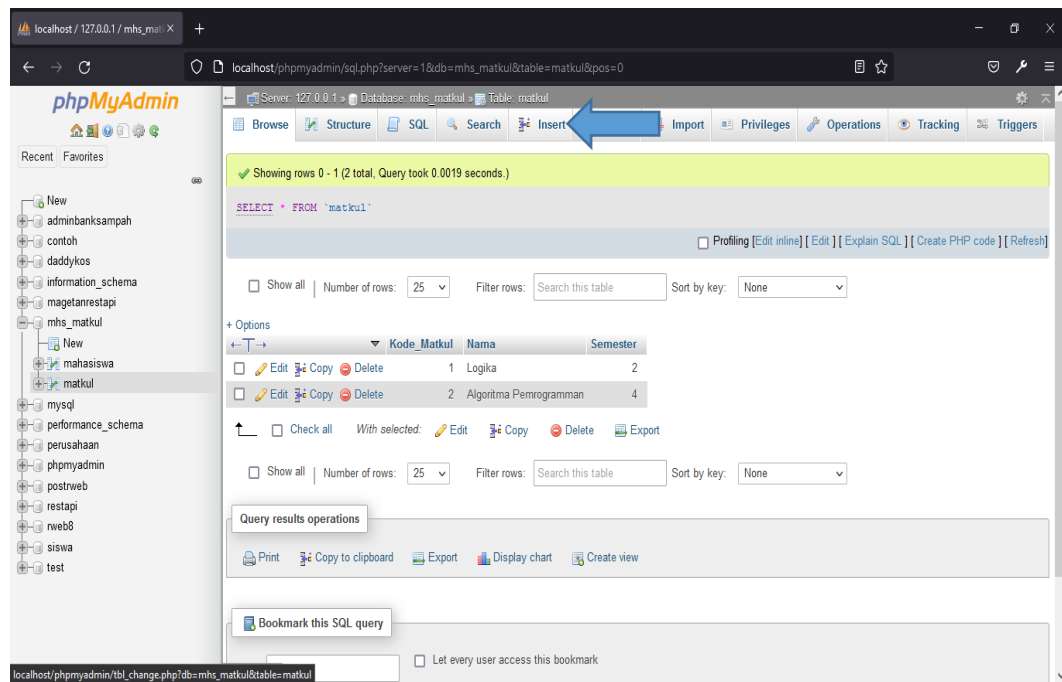 localhost / 127.0.0.1 / mhs_mat
localhost/phpmyadmin/sql.php?server=1&db=mhs_matkul&table=matkul&pos=0
phpMyAdmin
Recent Favorites
New
adminbanksampah
contoh
daddykos
information_schema
magetanrestapi
mhs_matkul
New
mahasiswa
matkul
mysql
performance_schema
perusahaan
phpmyadmin
postrweb
restapi
rweb8
siswa
test
Server: 127.0.0.1 » Database: mhs_matkul » Table: matkul
Browse Structure SQL Search Insert Import Privileges Operations Tracking Triggers
Showing rows 0 - 1 (2 total, Query took 0.0019 seconds.)
SELECT * FROM `matkul`
Profiling [Edit inline] [ Edit ] [ Explain SQL ] [ Create PHP code ] [ Refresh]
Show all | Number of rows: 25 Filter rows: Search this table Sort by key: None
+ Options
←T→ ▼ Kode_Matkul Nama Semester
Edit Copy Delete 1 Logika 2
Edit Copy Delete 2 Algoritma Pemrogramman 4
Check all With selected: Edit Copy Delete Export
Show all | Number of rows: 25 Filter rows: Search this table Sort by key: None
Query results operations
Print Copy to clipboard Export Display chart Create view
Bookmark this SQL query
Let every user access this bookmark
localhost/phpmyadmin/tbl_change.php?db=mhs_matkul&table=matkul